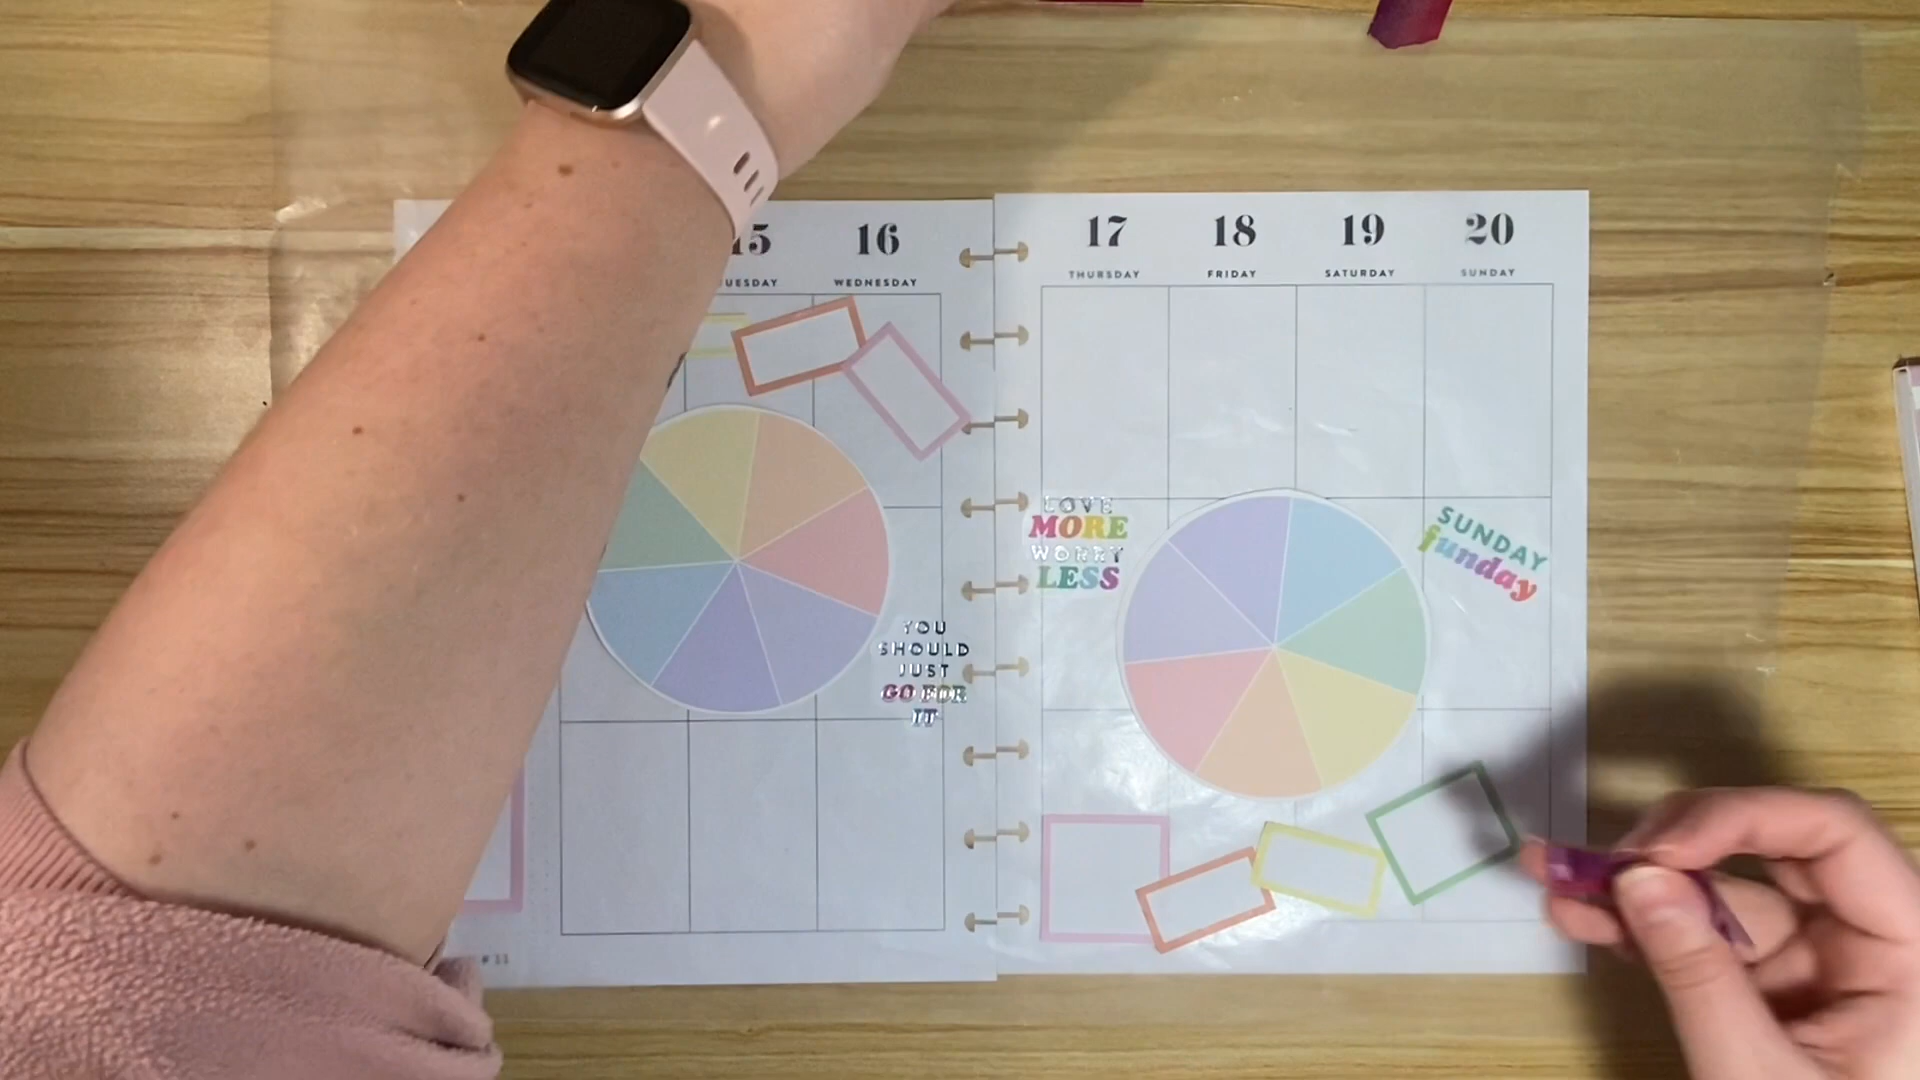 15 16
WEDNESDAY
17 18 19 20
THURSDAY FRIDAY SATURDAY SUNDAY
YOU
SHOULD
JUST
GO FOR
IT
LOVE
MORE
WORRY
LESS
SUNDAY
funday
# 11